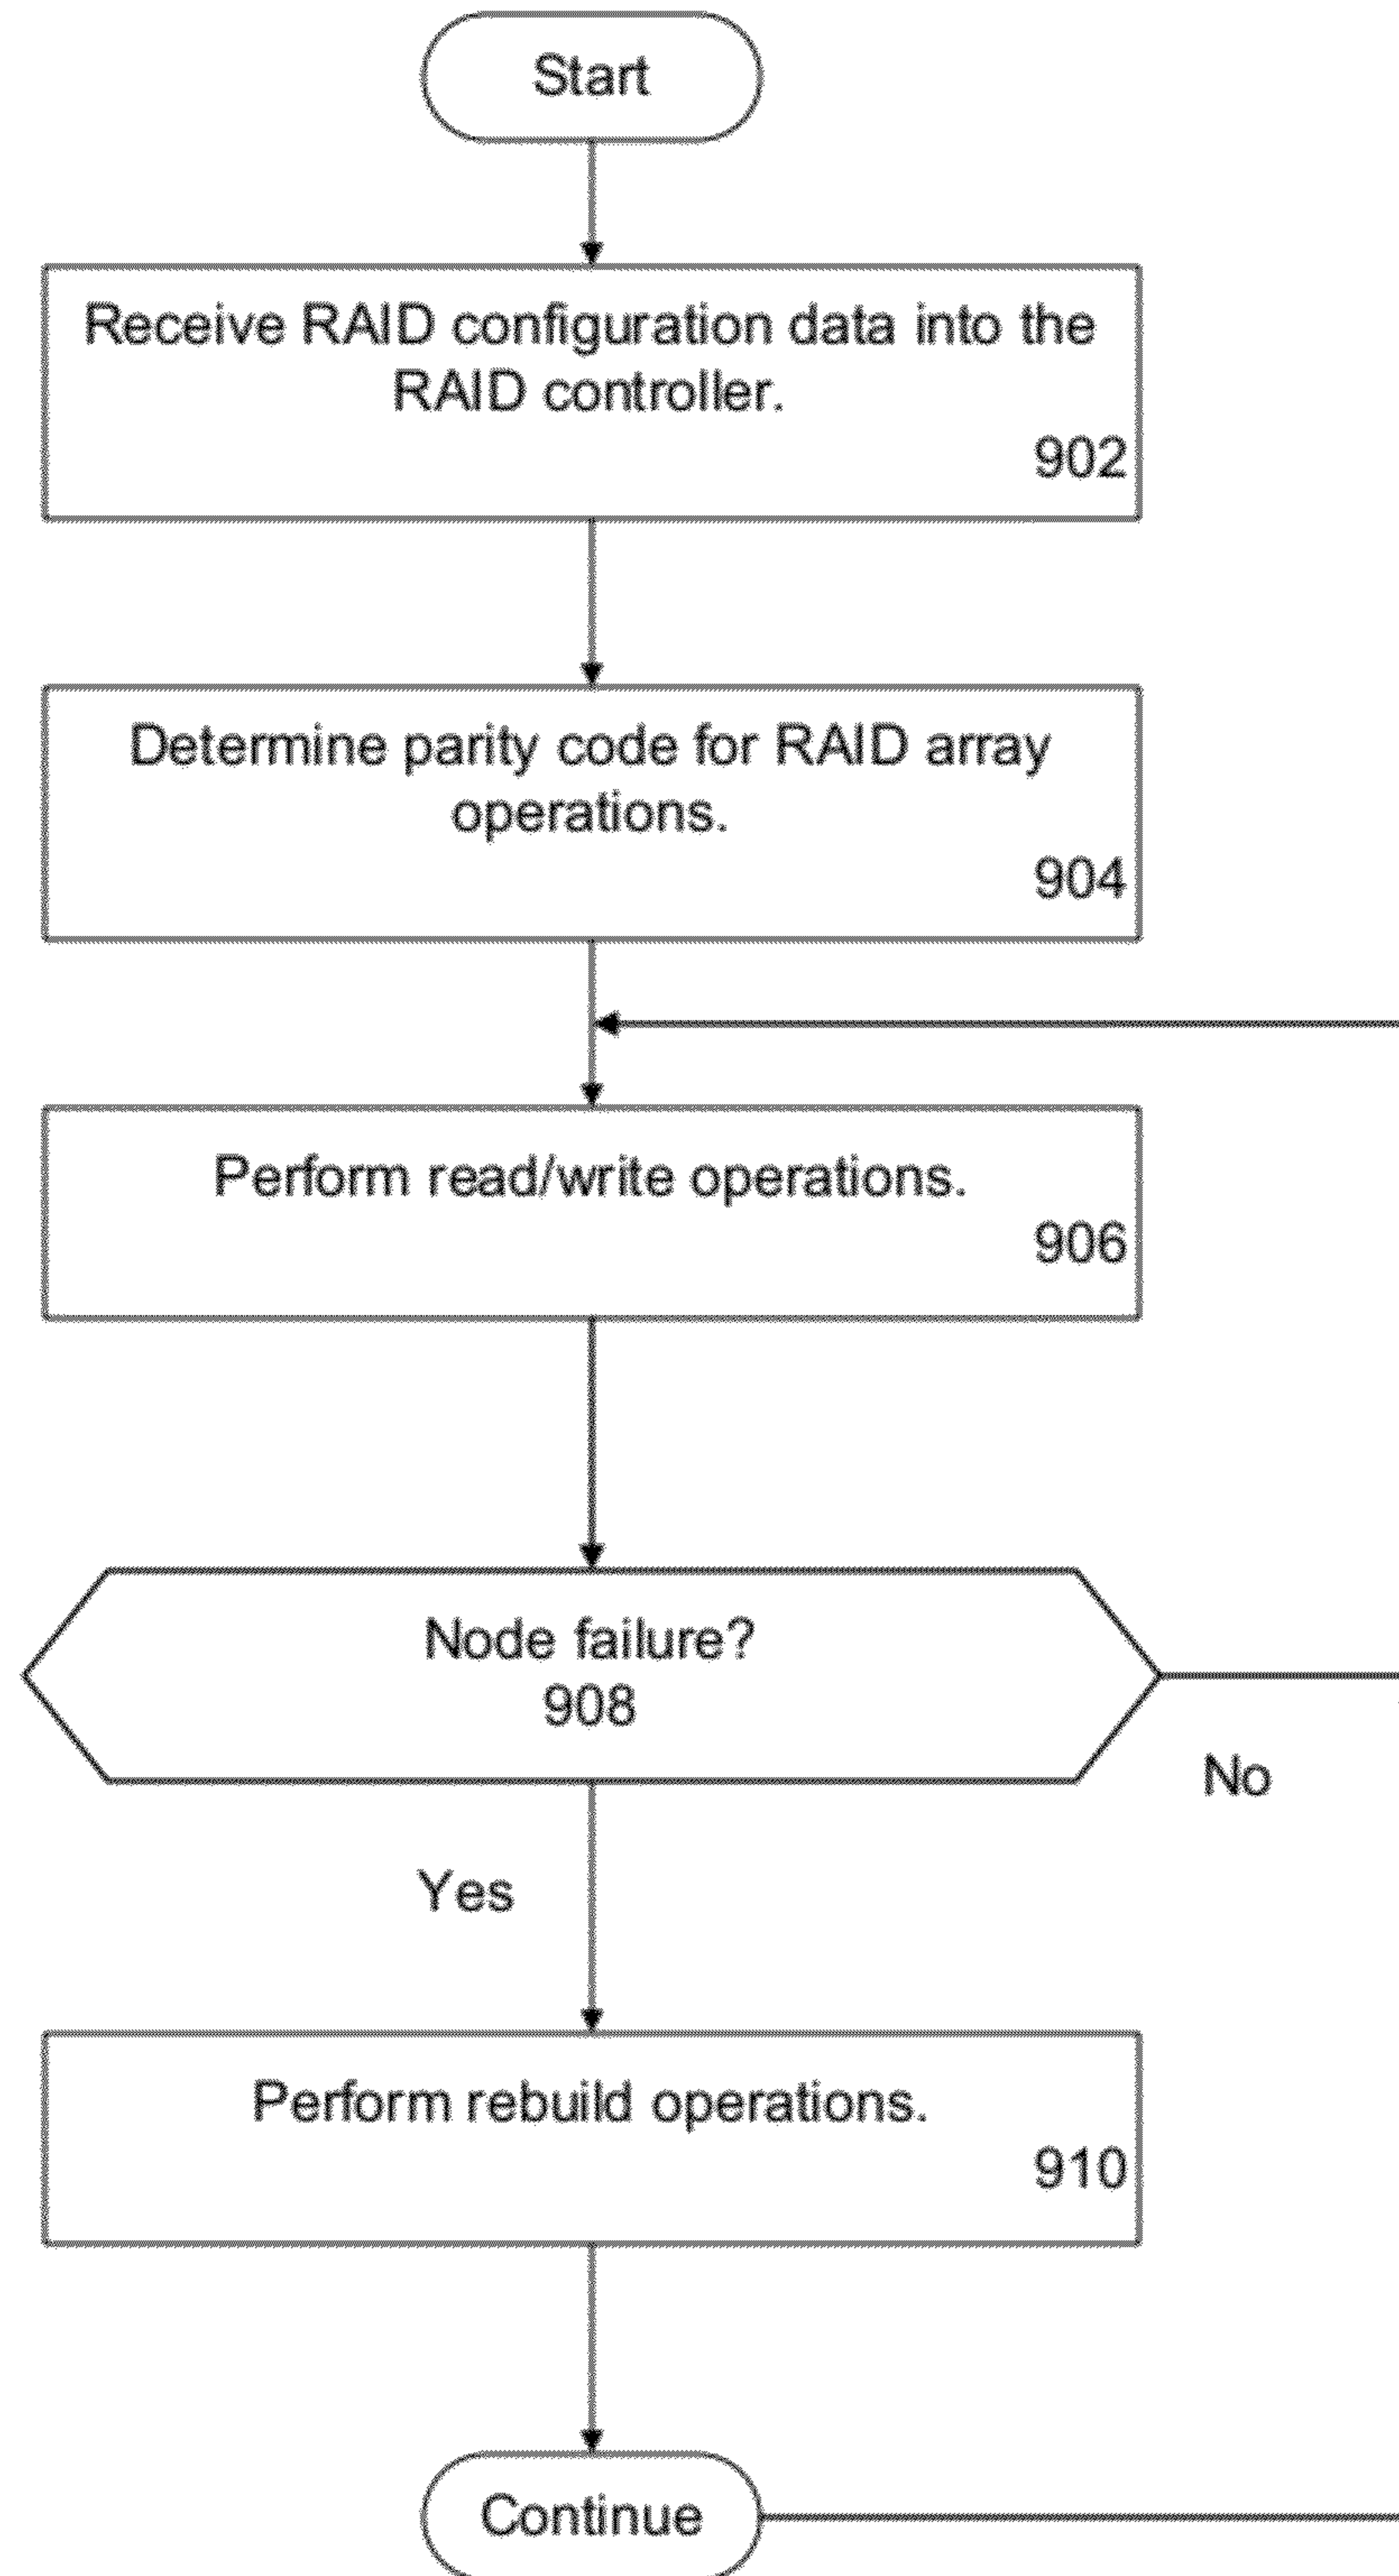 Start
Receive RAID configuration data into the
RAID controller.
902
Determine parity code for RAID array
operations.
904
Perform read/write operations.
906
Node failure?
908
No
Yes
Perform rebuild operations.
910
Continue